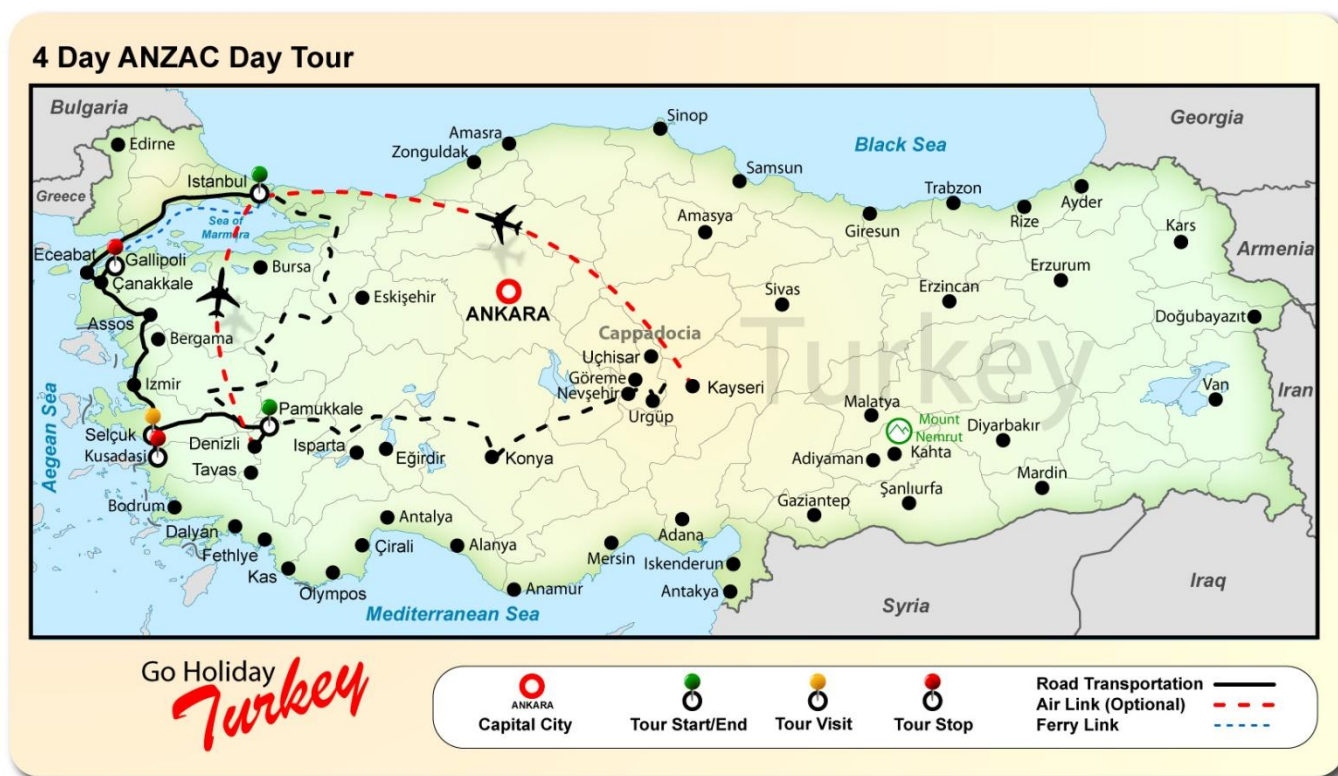 4 Day ANZAC Day Tour
Bulgaria
Georgia
Sinop
Edirne
Amasra
Black Sea
Zonguldak
Istanbul
Samsun
Greece
Trabzon
Ayder
Sea of
Marmara
Amasya
Giresun
Rize
Kars
Eceabat
Gallipoli
Armenia
Bursa
Çanakkale
Erzurum
Eskişehir
Sivas
Erzincan
ANKARA
Assos
Doğubayazıt
Bergama
Cappadocia
Turkey
Uçhisar
Iran
Izmir
Göreme
Kayseri
Van
Nevşehir
Aegean Sea
Urgüp
Pamukkale
Malatya
Mount
Nemrut
Diyarbakır
Selçuk
Denizli
Isparta
Eğirdir
Konya
Kusadası
Kahta
Adiyaman
Tavas
Mardin
Gaziantep
Şanlıurfa
Bodrum
Antalya
Dalyan
Adana
Fethlye
Çirali
Alanya
Mersin
Iskenderun
Kas
Olympos
Anamur
Antakya
Iraq
Mediterranean Sea
Syria
Go Holiday
Turkey
ANKARA
Capital City
Tour Start/End
Tour Visit
Tour Stop
Road Transportation
Air Link (Optional)
Ferry Link